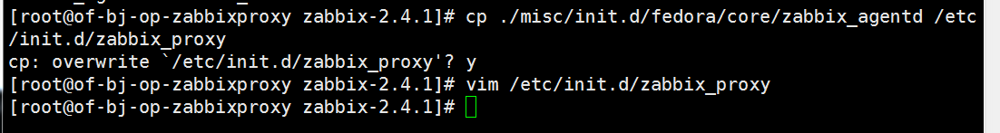 [root@of-bj-op-zabbixproxy zabbix-2.4.1]# cp ./misc/init.d/fedora/core/zabbix_agentd /etc
/init.d/zabbix_proxy
cp: overwrite `/etc/init.d/zabbix_proxy'? y
[root@of-bj-op-zabbixproxy zabbix-2.4.1]# vim /etc/init.d/zabbix_proxy
[root@of-bj-op-zabbixproxy zabbix-2.4.1]#